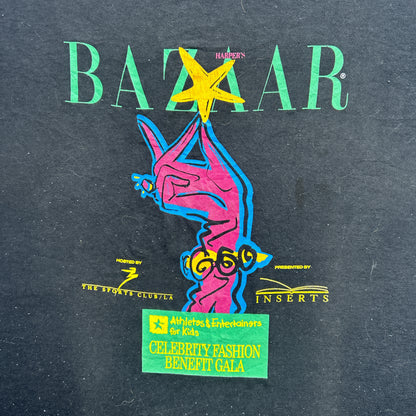 HARPER'S
BAZAAR®
HOSTED BY
THE SPORTS CLUB/LA
PRESENTED BY
INSERTS
Athletes & Entertainers
for Kids
CELEBRITY FASHION
BENEFIT GALA